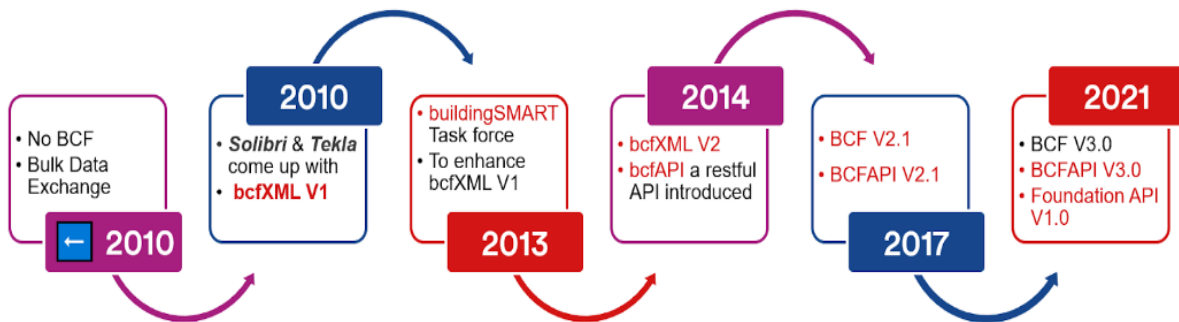 • No BCF
• Bulk Data
Exchange
← 2010
2010
• Solibri & Tekla
come up with
• bcfXML V1
• buildingSMART
Task force
• To enhance
bcfXML V1
2013
2014
• bcfXML V2
• bcfAPI a restful
API introduced
• BCF V2.1
• BCFAPI V2.1
2017
2021
• BCF V3.0
• BCFAPI V3.0
• Foundation API
V1.0